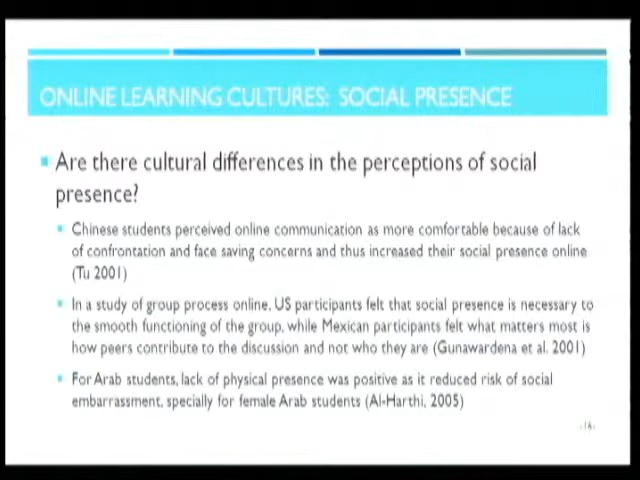 ONLINE LEARNING CULTURES: SOCIAL PRESENCE
Are there cultural differences in the perceptions of social
presence?
Chinese students perceived online communication as more comfortable because of lack
of confrontation and face saving concerns and thus increased their social presence online
(Tu 2001)
In a study of group process online, US participants felt that social presence is necessary to
the smooth functioning of the group, while Mexican participants felt what matters most is
how peers contribute to the discussion and not who they are (Gunawardena et al. 2001)
For Arab students, lack of physical presence was positive as it reduced risk of social
embarrassment, specially for female Arab students (Al-Harthi, 2005)
-16-